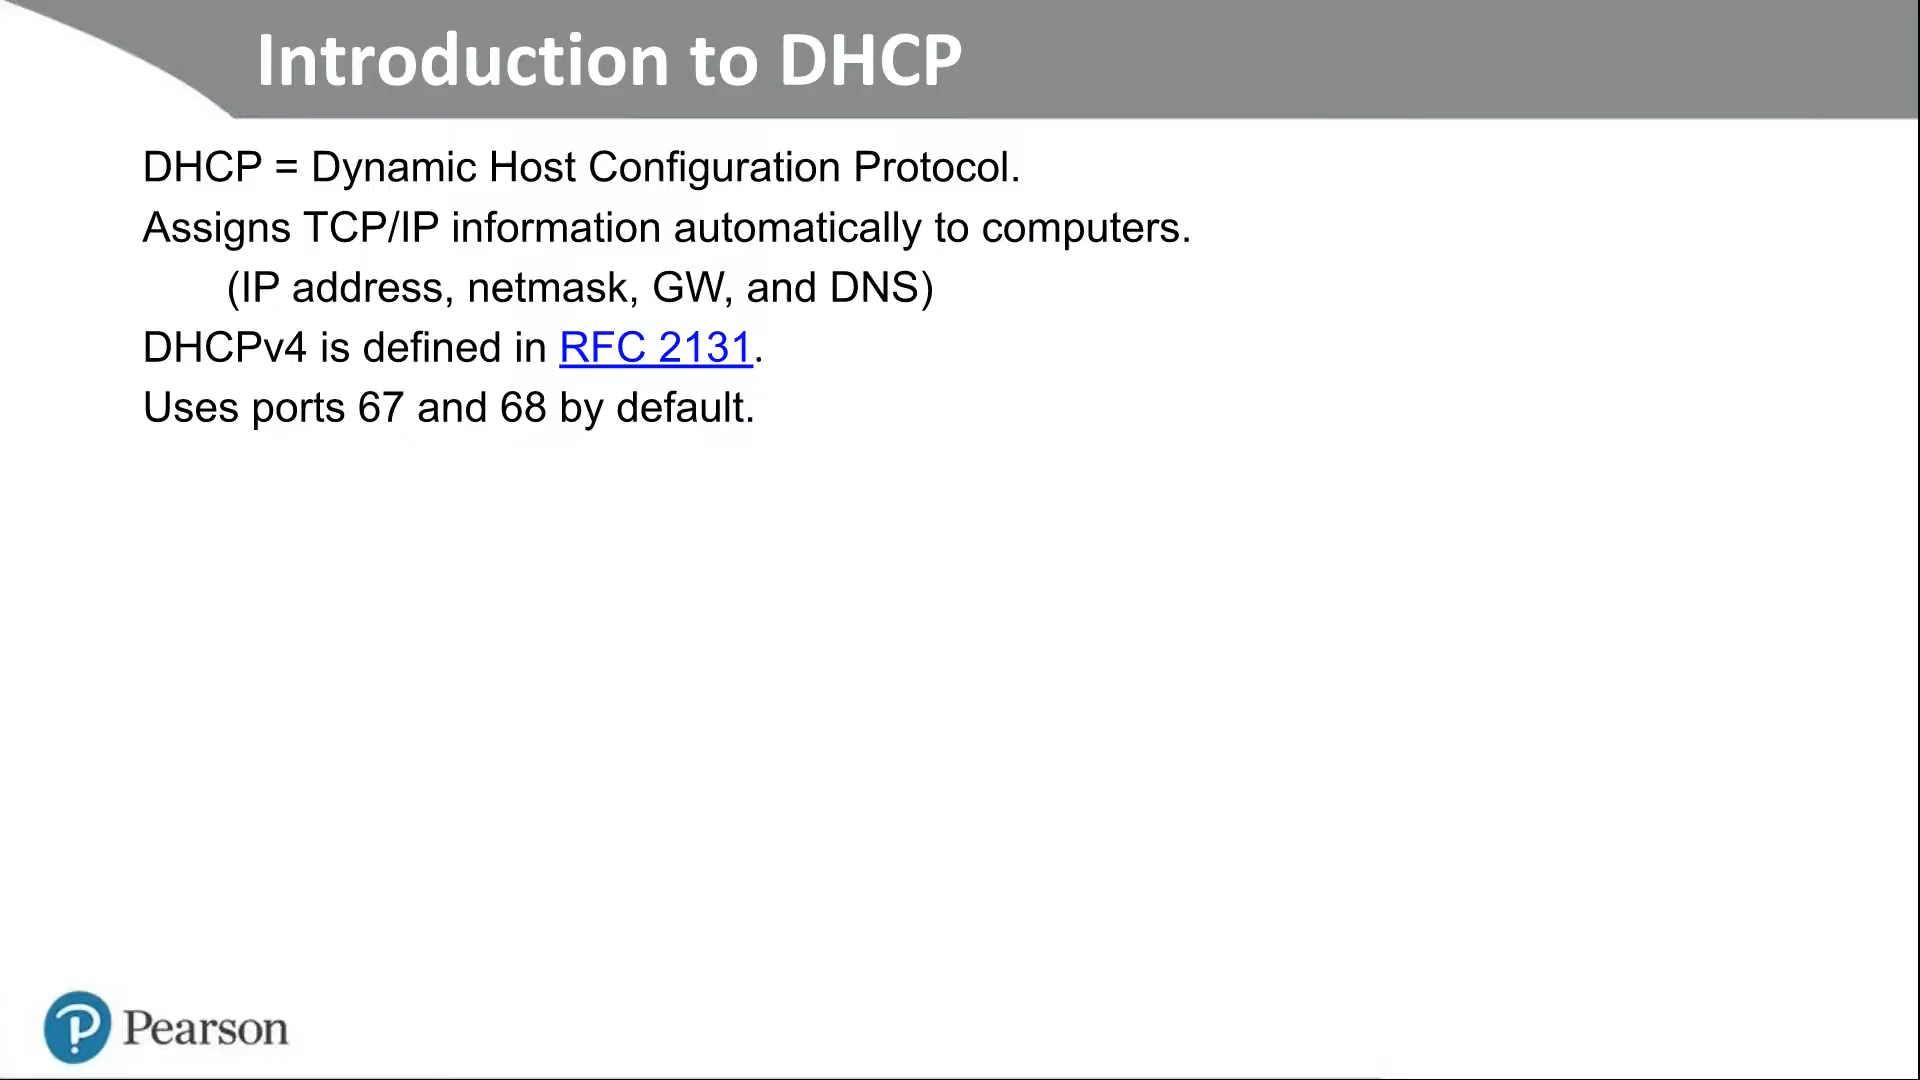 Introduction to DHCP
DHCP = Dynamic Host Configuration Protocol.
Assigns TCP/IP information automatically to computers.
(IP address, netmask, GW, and DNS)
DHCPv4 is defined in RFC 2131.
Uses ports 67 and 68 by default.
Pearson